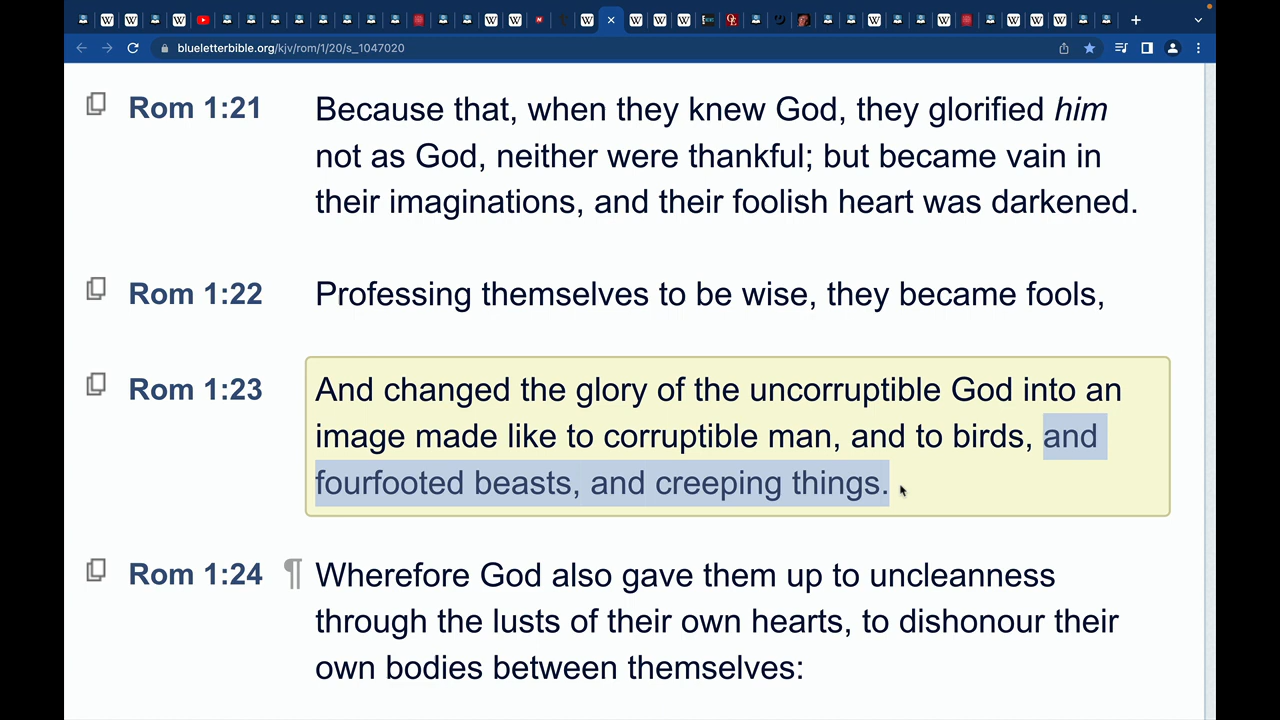 blueletterbible.org/kjv/rom/1/20/s_1047020
Rom 1:21 Because that, when they knew God, they glorified him
not as God, neither were thankful; but became vain in
their imaginations, and their foolish heart was darkened.
Rom 1:22 Professing themselves to be wise, they became fools,
Rom 1:23 And changed the glory of the uncorruptible God into an
image made like to corruptible man, and to birds, and
fourfooted beasts, and creeping things.
Rom 1:24 ¶ Wherefore God also gave them up to uncleanness
through the lusts of their own hearts, to dishonour their
own bodies between themselves: